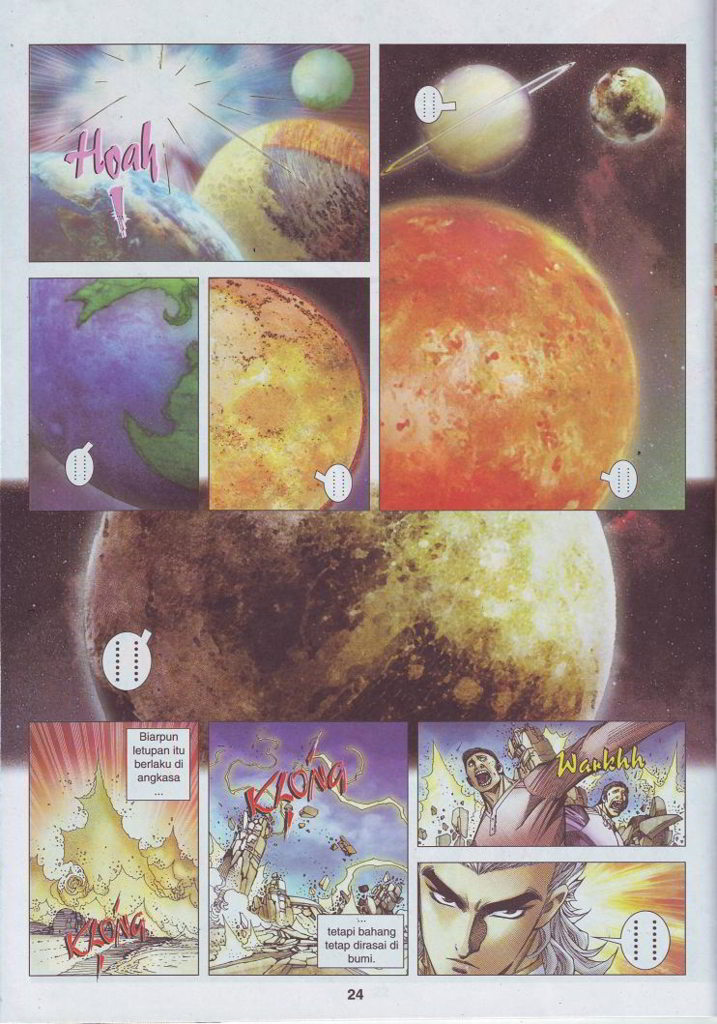 Hoah
!
......
......
......
......
......
......
Biarpun
letupan itu
berlaku di
angkasa
...
KLONG
KLONG
!
...
tetapi bahang
tetap dirasai di
bumi.
Warkhh
......
24